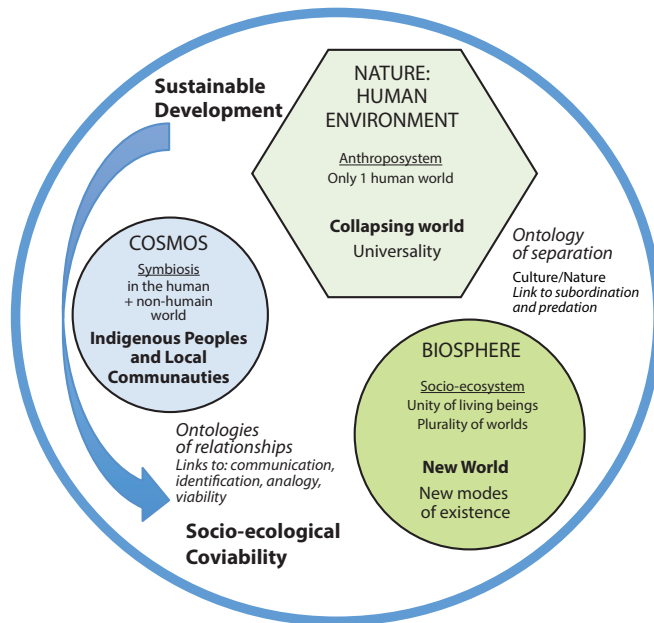 Sustainable
Development
NATURE:
HUMAN
ENVIRONMENT
Anthroposystem
Only 1 human world
Collapsing world
Universality
COSMOS
Symbiosis
in the human
+ non-humain
world
Indigenous Peoples
and Local
Communauties
Ontology
of separation
Culture/Nature
Link to subordination
and predation
BIOSPHERE
Socio-ecosystem
Unity of living beings
Plurality of worlds
New World
New modes
of existence
Ontologies
of relationships
Links to: communication,
identification, analogy,
viability
Socio-ecological
Coviability